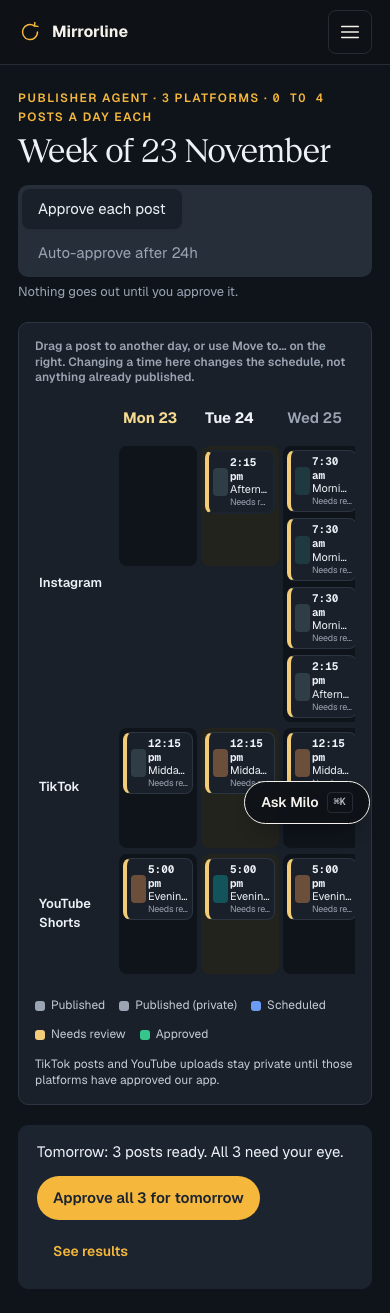 Mirrorline
PUBLISHER AGENT · 3 PLATFORMS · 0 TO 4
POSTS A DAY EACH
Week of 23 November
Approve each post
Auto-approve after 24h
Nothing goes out until you approve it.
Drag a post to another day, or use Move to... on the
right. Changing a time here changes the schedule, not
anything already published.
Mon 23 Tue 24 Wed 25
Instagram
2:15
pm
Aftern...
Needs r...
7:30
am
Morni...
Needs re...
7:30
am
Morni...
Needs re...
7:30
am
Morni...
Needs re...
2:15
pm
Aftern...
Needs re...
TikTok
12:15
pm
Midda...
Needs re...
12:15
pm
Midda...
Needs re...
12:15
pm
Midda...
Ask Milo ⌘K
YouTube
Shorts
5:00
pm
Evenin...
Needs re...
5:00
pm
Evenin...
Needs re...
5:00
pm
Evenin...
Needs re...
Published Published (private) Scheduled
Needs review Approved
TikTok posts and YouTube uploads stay private until those
platforms have approved our app.
Tomorrow: 3 posts ready. All 3 need your eye.
Approve all 3 for tomorrow
See results